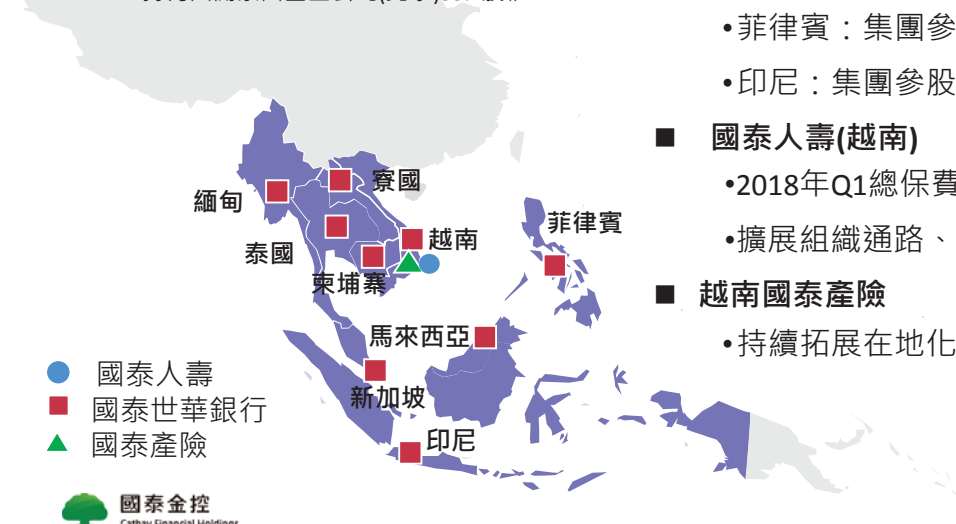 •菲律賓：集團參
•印尼：集團參股
■ 國泰人壽(越南)
•2018年Q1總保費
•擴展組織通路、
■ 越南國泰產險
•持續拓展在地化
緬甸
寮國
泰國
越南
柬埔寨
菲律賓
馬來西亞
新加坡
印尼
國泰人壽
國泰世華銀行
國泰產險
國泰金控
Cathay Financial Holdings